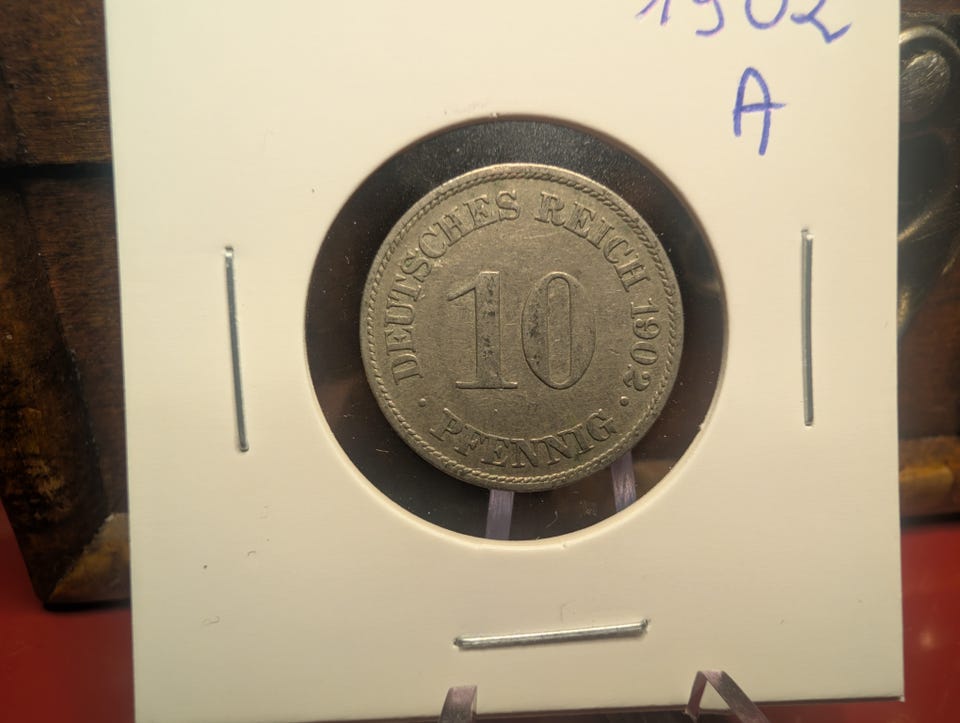 1902
A
DEUTSCHES REICH 1902
10
• PFENNIG •